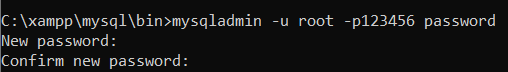 C:\xampp\mysql\bin>mysqladmin -u root -p123456 password
New password:
Confirm new password: